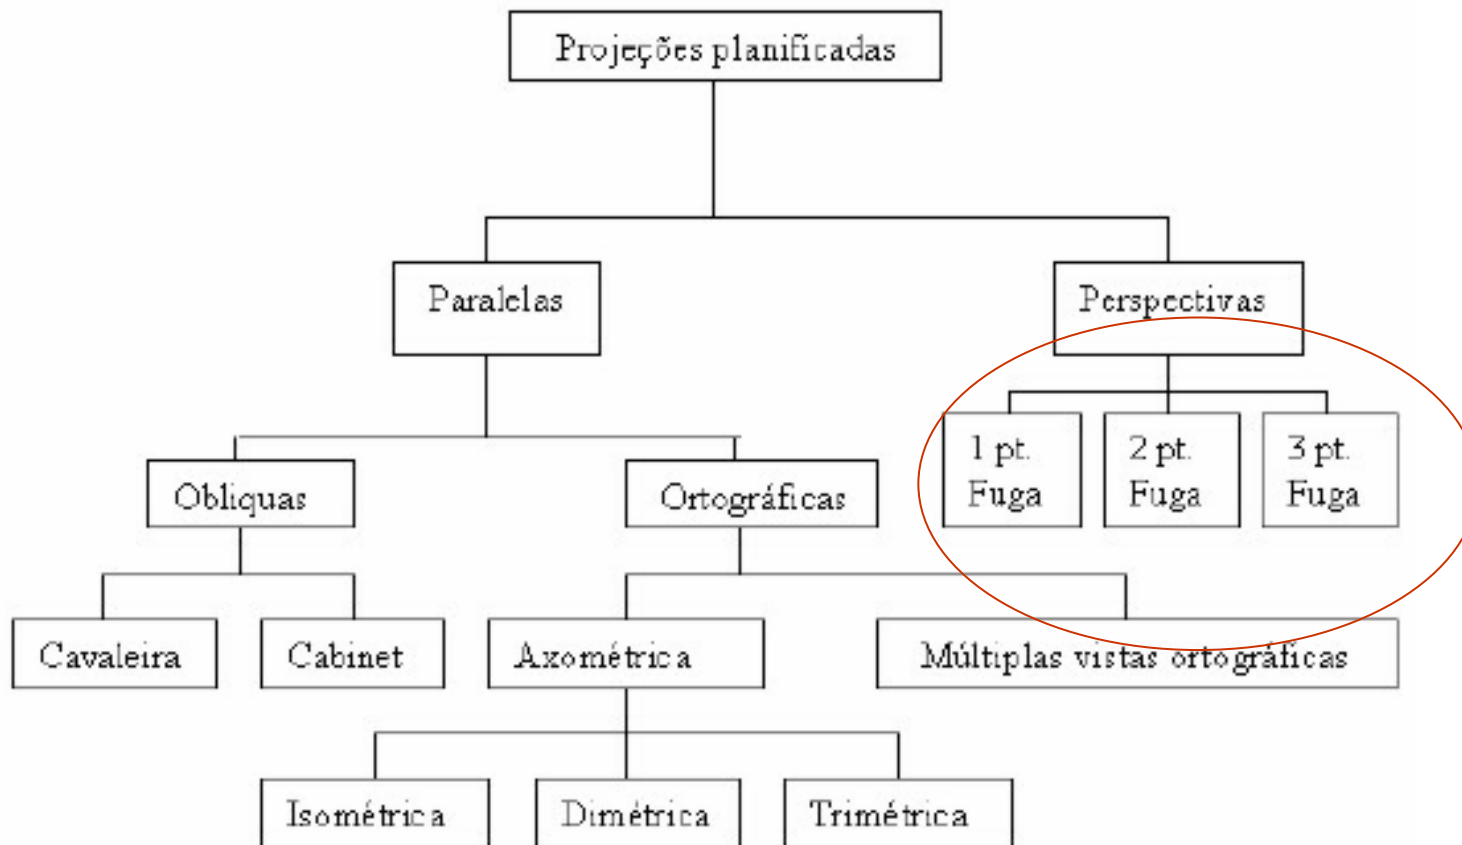 Projeções planificadas
Paralelas
Perspectivas
1 pt.
Fuga
2 pt.
Fuga
3 pt.
Fuga
Obliquas
Ortográficas
Cavaleira
Cabinet
Axométrica
Múltiplas vistas ortográficas
Isométrica
Dimétrica
Trimétrica